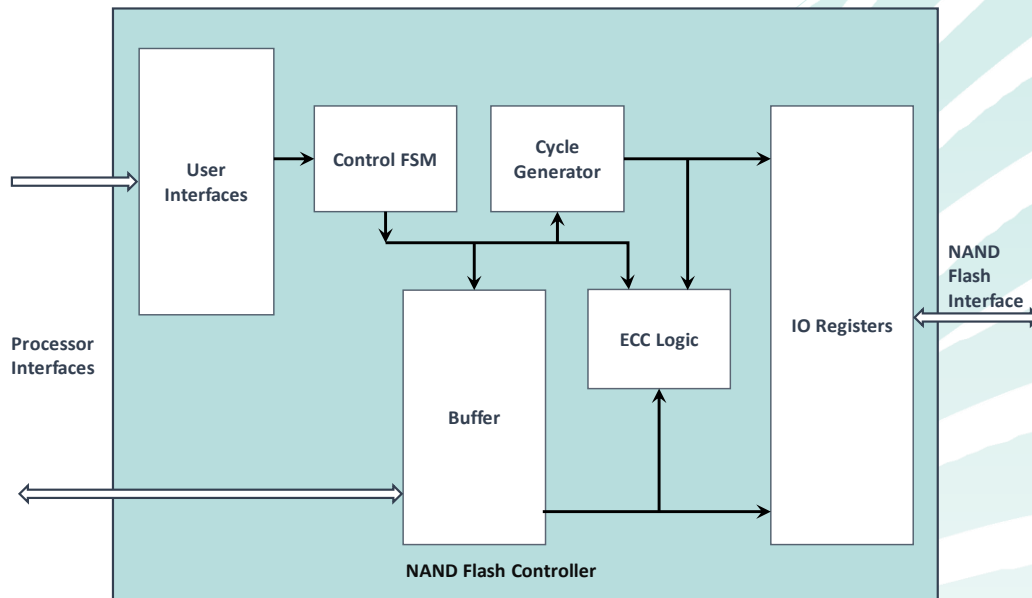 User
Interfaces
Control FSM
Cycle
Generator
NAND
Flash
Interface
IO Registers
ECC Logic
Processor
Interfaces
Buffer
NAND Flash Controller